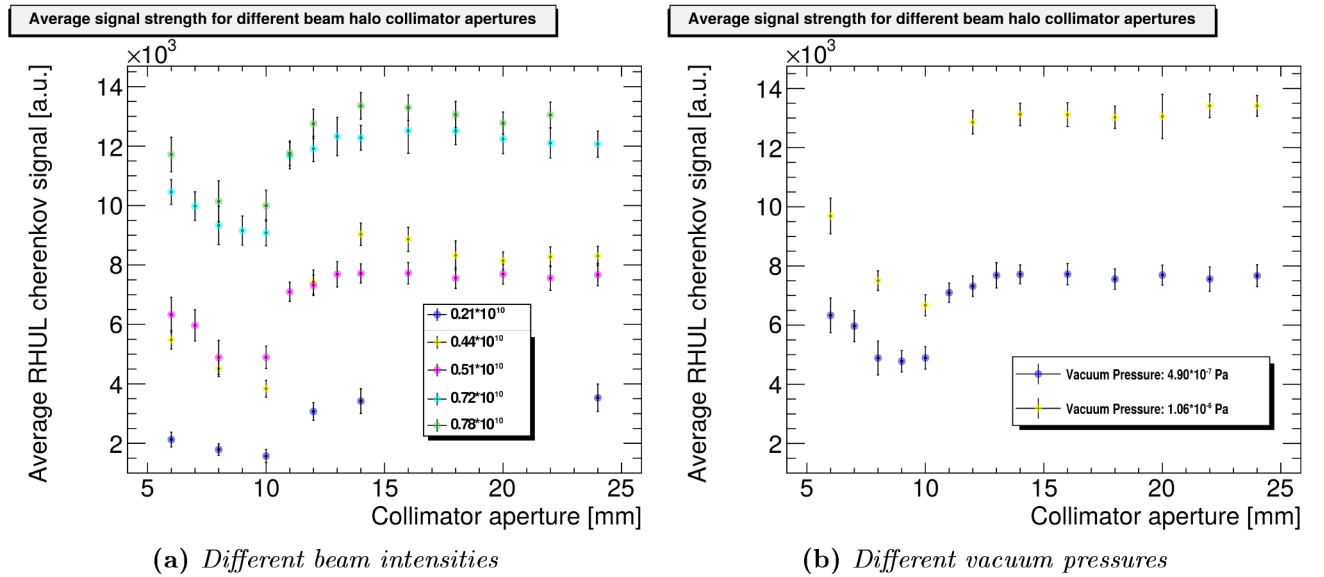 Average signal strength for different beam halo collimator apertures
×10³
Average RHUL cherenkov signal [a.u.]
14
12
10
8
6
4
2
5 10 15 20 25
Collimator aperture [mm]
0.21*10¹⁰
0.44*10¹⁰
0.51*10¹⁰
0.72*10¹⁰
0.78*10¹⁰
(a) Different beam intensities
Average signal strength for different beam halo collimator apertures
×10³
Average RHUL cherenkov signal [a.u.]
14
12
10
8
6
4
2
5 10 15 20 25
Collimator aperture [mm]
Vacuum Pressure: 4.90*10⁻⁷ Pa
Vacuum Pressure: 1.06*10⁻⁶ Pa
(b) Different vacuum pressures